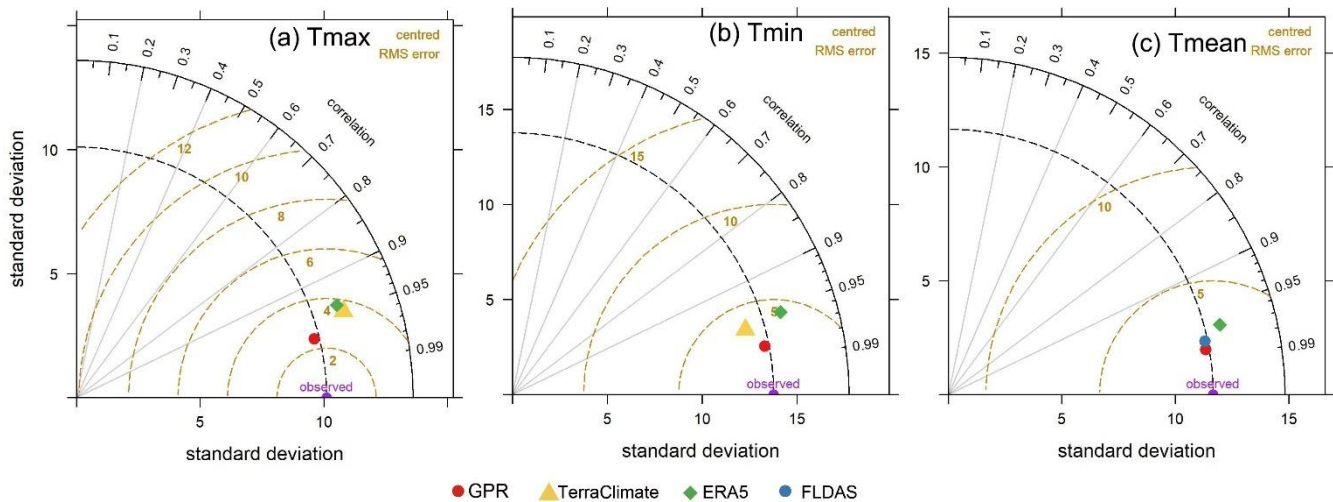 (a) Tmax
centred
RMS error
0.1
0.2
0.3
0.4
0.5
0.6
0.7
0.8
0.9
0.95
0.99
correlation
12
10
8
6
4
2
observed
10
5
standard deviation
5
10
standard deviation
(b) Tmin
centred
RMS error
0.1
0.2
0.3
0.4
0.5
0.6
0.7
0.8
0.9
0.95
0.99
correlation
15
10
5
observed
15
10
5
5
10
15
standard deviation
(c) Tmean
centred
RMS error
0.1
0.2
0.3
0.4
0.5
0.6
0.7
0.8
0.9
0.95
0.99
correlation
10
5
observed
15
10
5
5
10
15
standard deviation
GPR
TerraClimate
ERA5
FLDAS